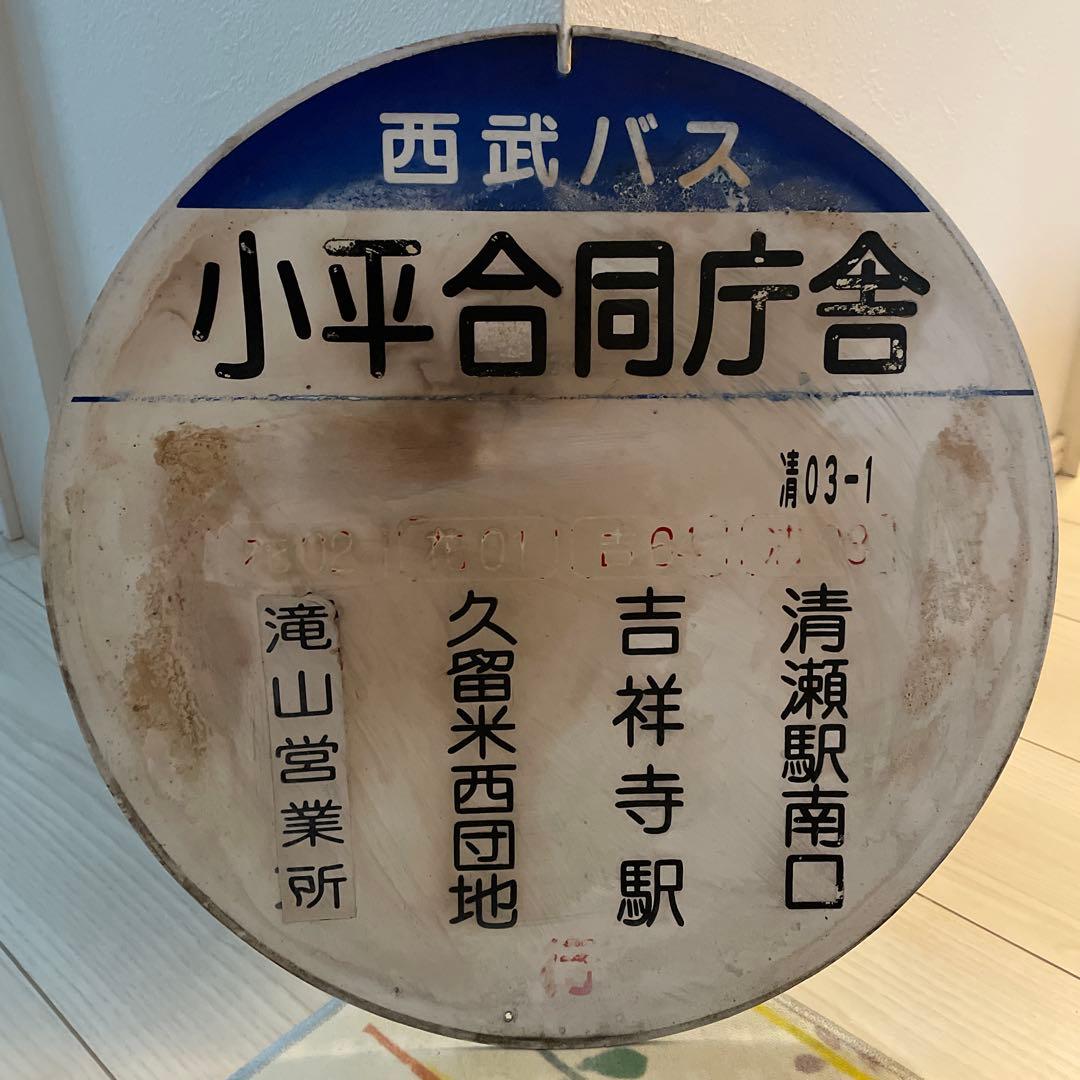 西武バス
小平合同庁舎
清03-1
清瀬駅南口
吉祥寺駅
久留米西団地
滝山営業所
行